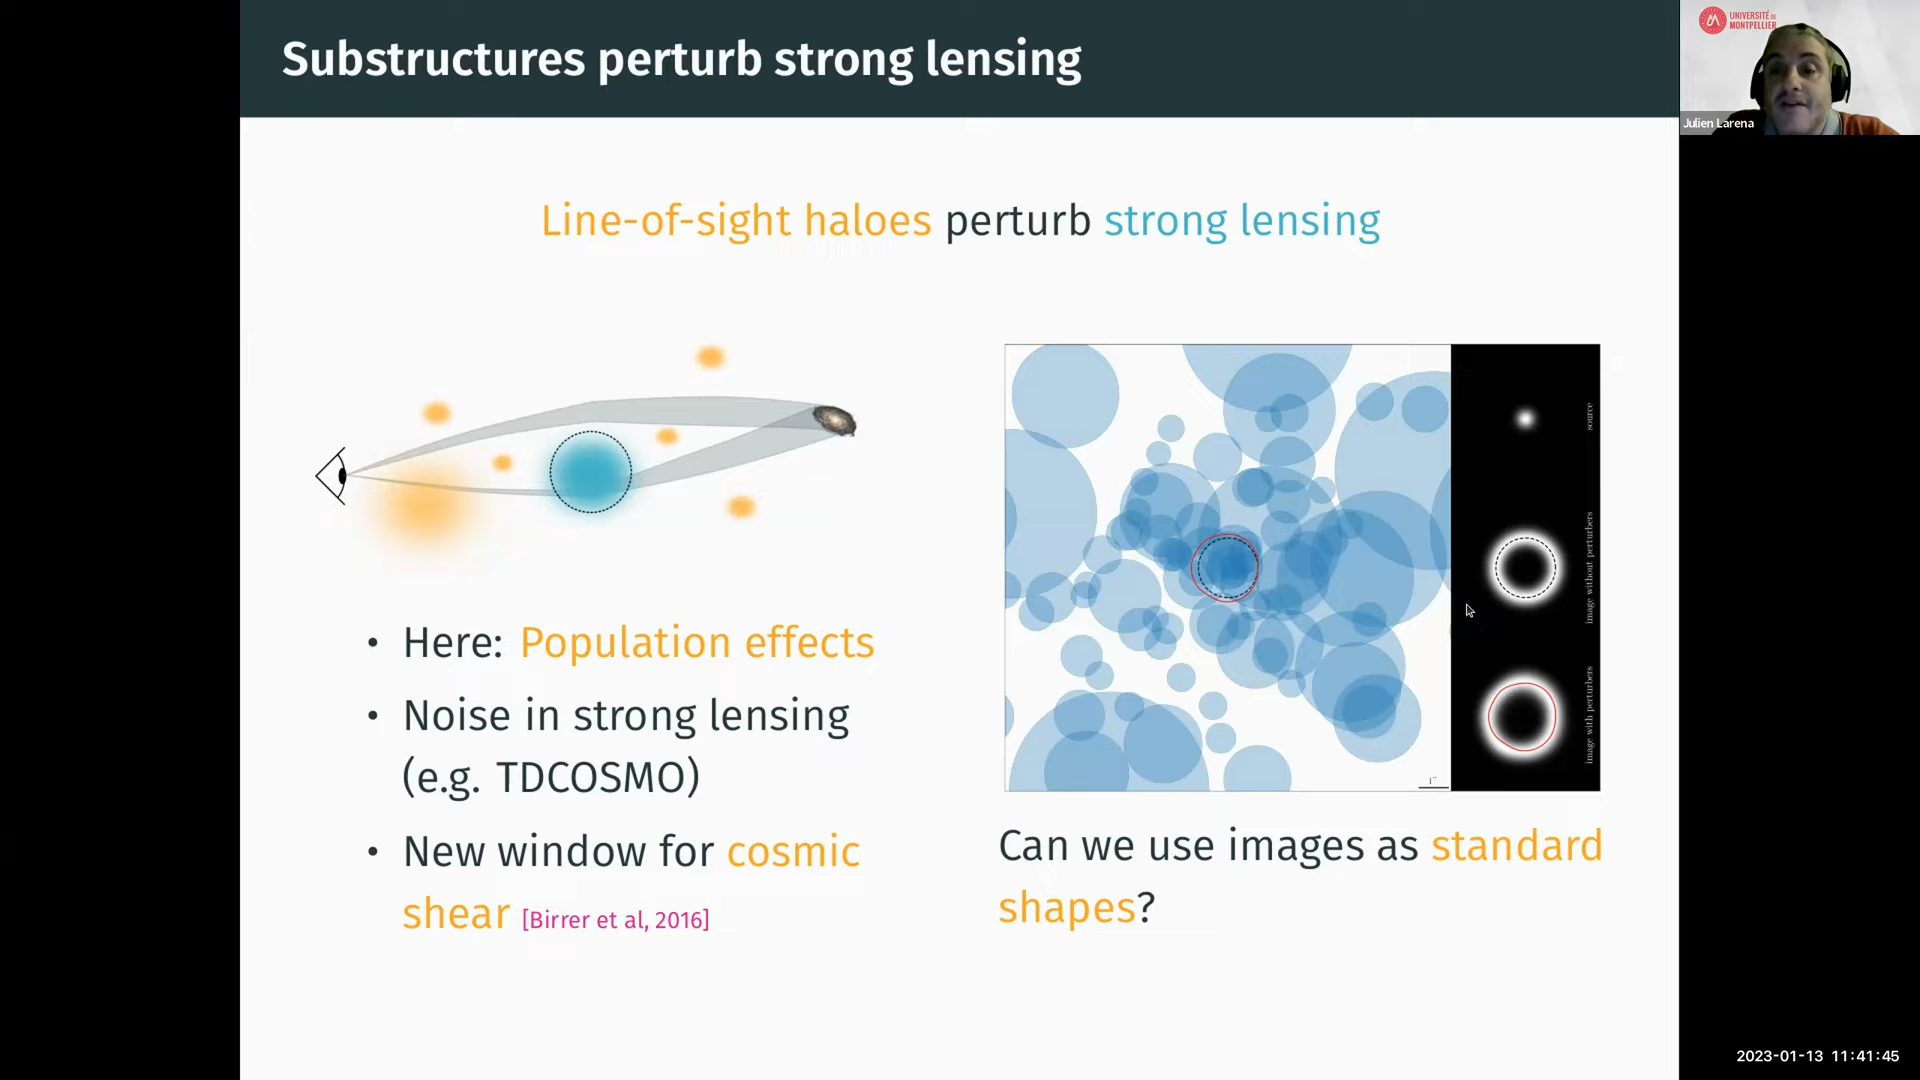 Substructures perturb strong lensing
UNIVERSITÉ DE
MONTPELLIER
Julien Larena
Line-of-sight haloes perturb strong lensing
source
image without perturbers
image with perturbers
1"
• Here: Population effects
• Noise in strong lensing
(e.g. TDCOSMO)
• New window for cosmic
shear [Birrer et al, 2016]
Can we use images as standard
shapes?
2023-01-13 11:41:45